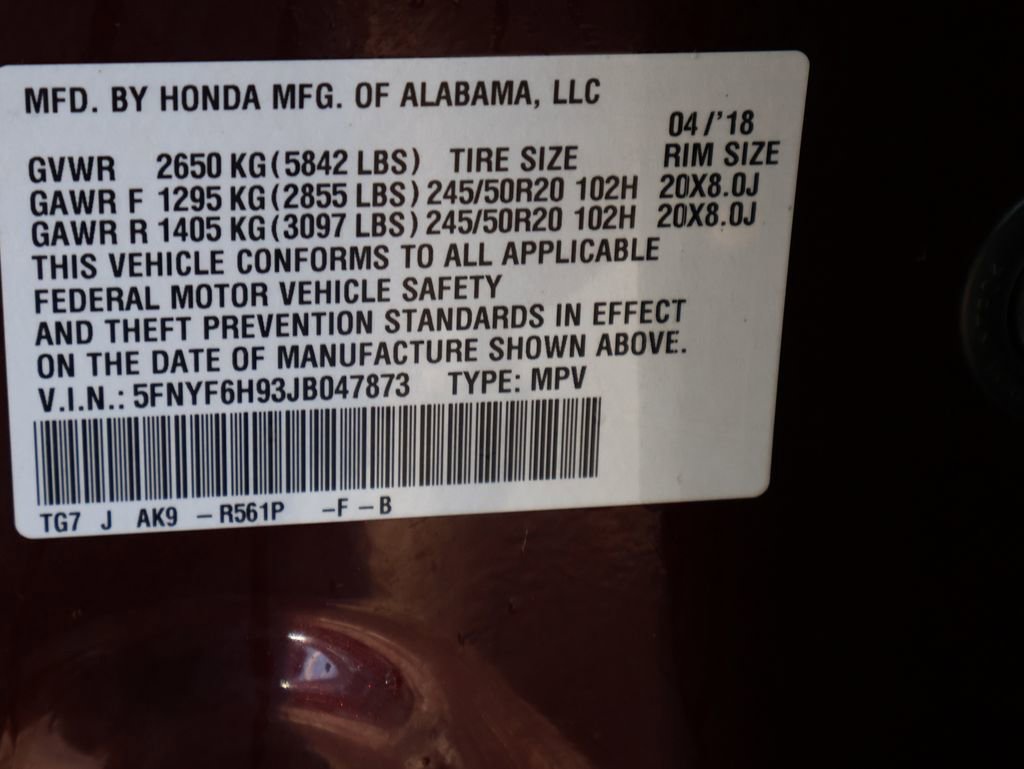 MFD. BY HONDA MFG. OF ALABAMA, LLC
04/'18
GVWR 2650 KG (5842 LBS) TIRE SIZE RIM SIZE
GAWR F 1295 KG (2855 LBS) 245/50R20 102H 20X8.0J
GAWR R 1405 KG (3097 LBS) 245/50R20 102H 20X8.0J
THIS VEHICLE CONFORMS TO ALL APPLICABLE
FEDERAL MOTOR VEHICLE SAFETY
AND THEFT PREVENTION STANDARDS IN EFFECT
ON THE DATE OF MANUFACTURE SHOWN ABOVE.
V.I.N.: 5FNYF6H93JB047873 TYPE: MPV
TG7 J AK9 – R561P –F – B